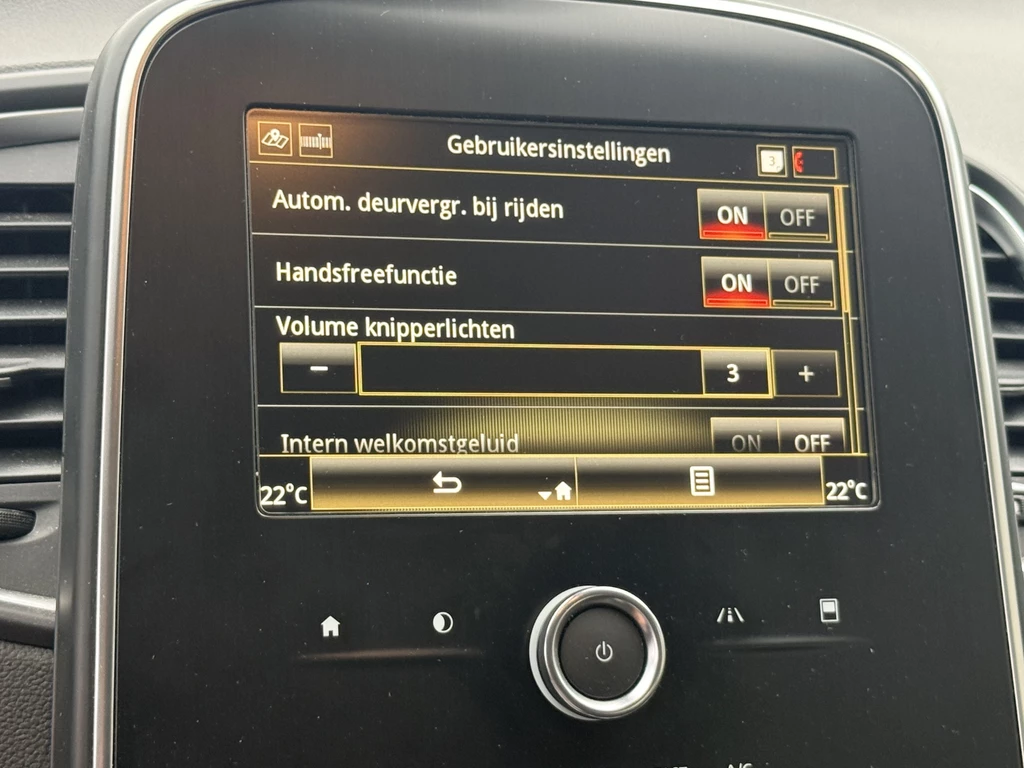 Gebruikersinstellingen
3
Autom. deurvergr. bij rijden
ON OFF
Handsfreefunctie
ON OFF
Volume knipperlichten
− 3 +
Intern welkomstgeluid
ON OFF
22°C 22°C